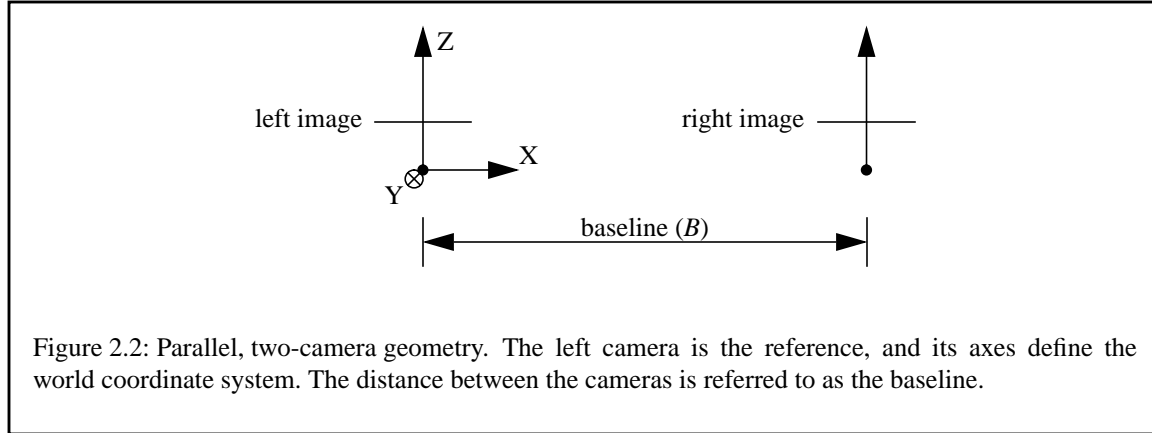 Z
left image
right image
X
Y
baseline (B)
Figure 2.2: Parallel, two-camera geometry. The left camera is the reference, and its axes define the
world coordinate system. The distance between the cameras is referred to as the baseline.